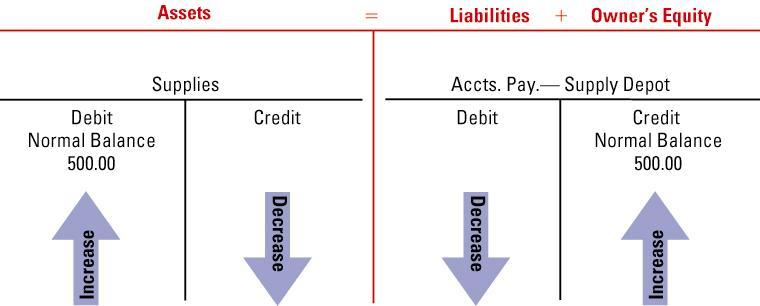 Assets = Liabilities + Owner's Equity
Supplies
Accts. Pay.— Supply Depot
Debit
Normal Balance
500.00
Credit
Debit
Credit
Normal Balance
500.00
Increase
Decrease
Decrease
Increase